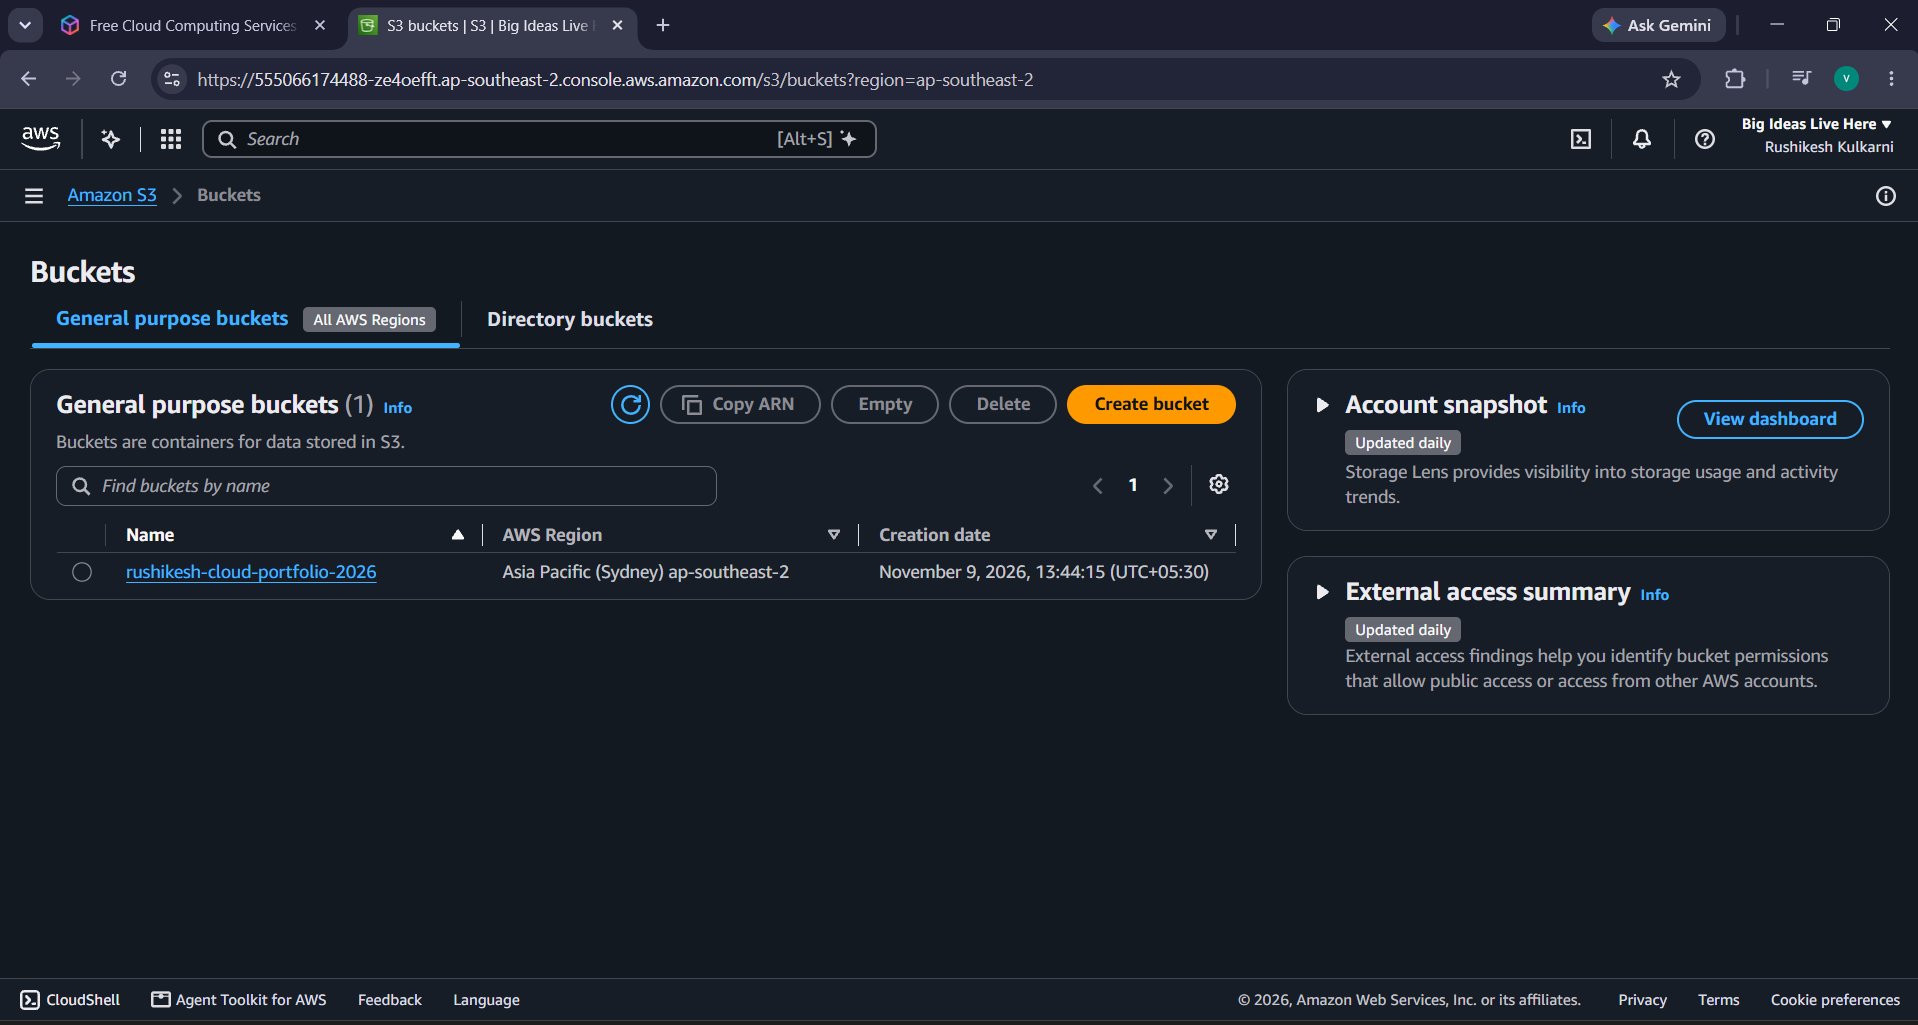 Free Cloud Computing Services
S3 buckets | S3 | Big Ideas Live
Ask Gemini
https://555066174488-ze4oefft.ap-southeast-2.console.aws.amazon.com/s3/buckets?region=ap-southeast-2
V
aws
Search
[Alt+S]
Big Ideas Live Here
Rushikesh Kulkarni
Amazon S3
Buckets
Buckets
General purpose buckets
All AWS Regions
Directory buckets
General purpose buckets (1) Info
Copy ARN
Empty
Delete
Create bucket
Buckets are containers for data stored in S3.
Find buckets by name
1
Name
AWS Region
Creation date
rushikesh-cloud-portfolio-2026
Asia Pacific (Sydney) ap-southeast-2
November 9, 2026, 13:44:15 (UTC+05:30)
Account snapshot Info
View dashboard
Updated daily
Storage Lens provides visibility into storage usage and activity
trends.
External access summary Info
Updated daily
External access findings help you identify bucket permissions
that allow public access or access from other AWS accounts.
CloudShell
Agent Toolkit for AWS
Feedback
Language
© 2026, Amazon Web Services, Inc. or its affiliates.
Privacy
Terms
Cookie preferences